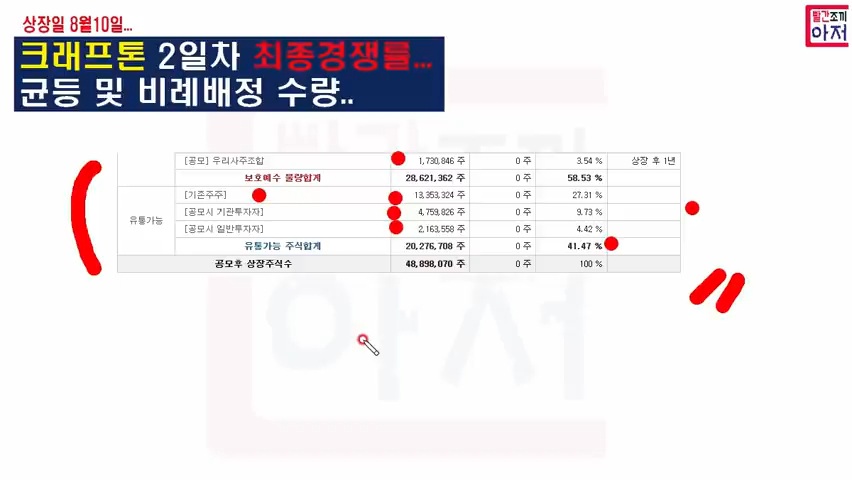 상장일 8월10일...
크래프톤 2일차 최종경쟁률...
균등 및 비례배정 수량..
빨간조끼
아저
[공모] 우리사주조합 1,730,846 주 0 주 3.54 % 상장 후 1년
보호예수 물량합계 28,621,362 주 0 주 58.53 %
유통가능
[기존주주] 13,353,324 주 0 주 27.31 %
[공모시 기관투자자] 4,759,826 주 0 주 9.73 %
[공모시 일반투자자] 2,163,558 주 0 주 4.42 %
유통가능 주식합계 20,276,708 주 0 주 41.47 %
공모후 상장주식수 48,898,070 주 0 주 100 %
빨간조끼
아저